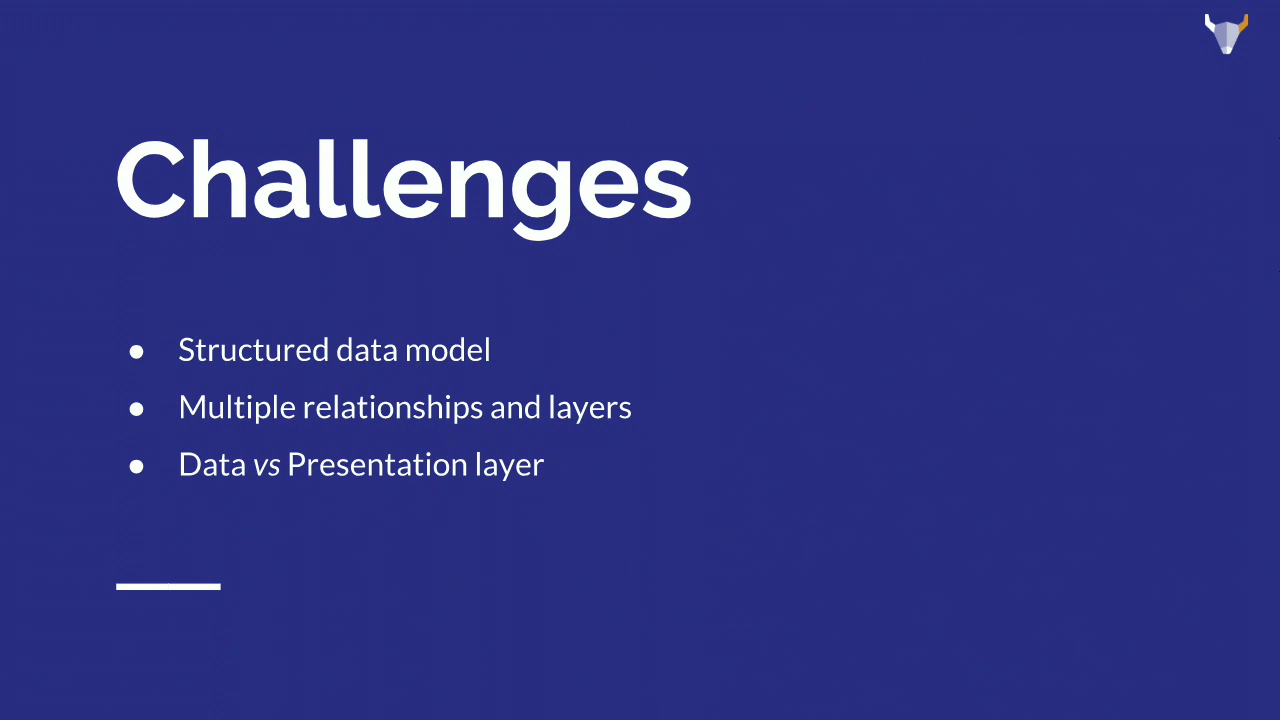 Challenges
● Structured data model
● Multiple relationships and layers
● Data vs Presentation layer